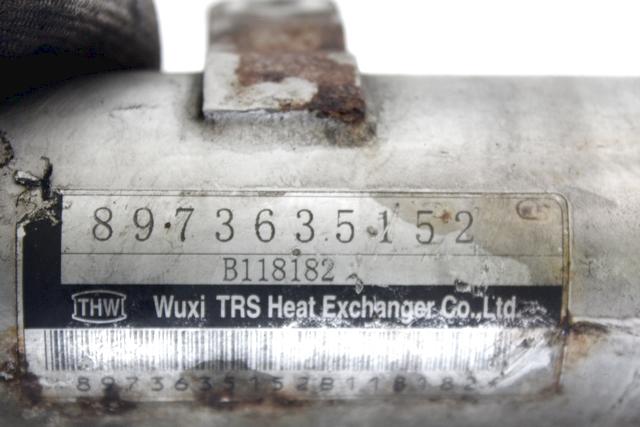 8973635152
B118182
THW Wuxi TRS Heat Exchanger Co.,Ltd.
8973635152B118182